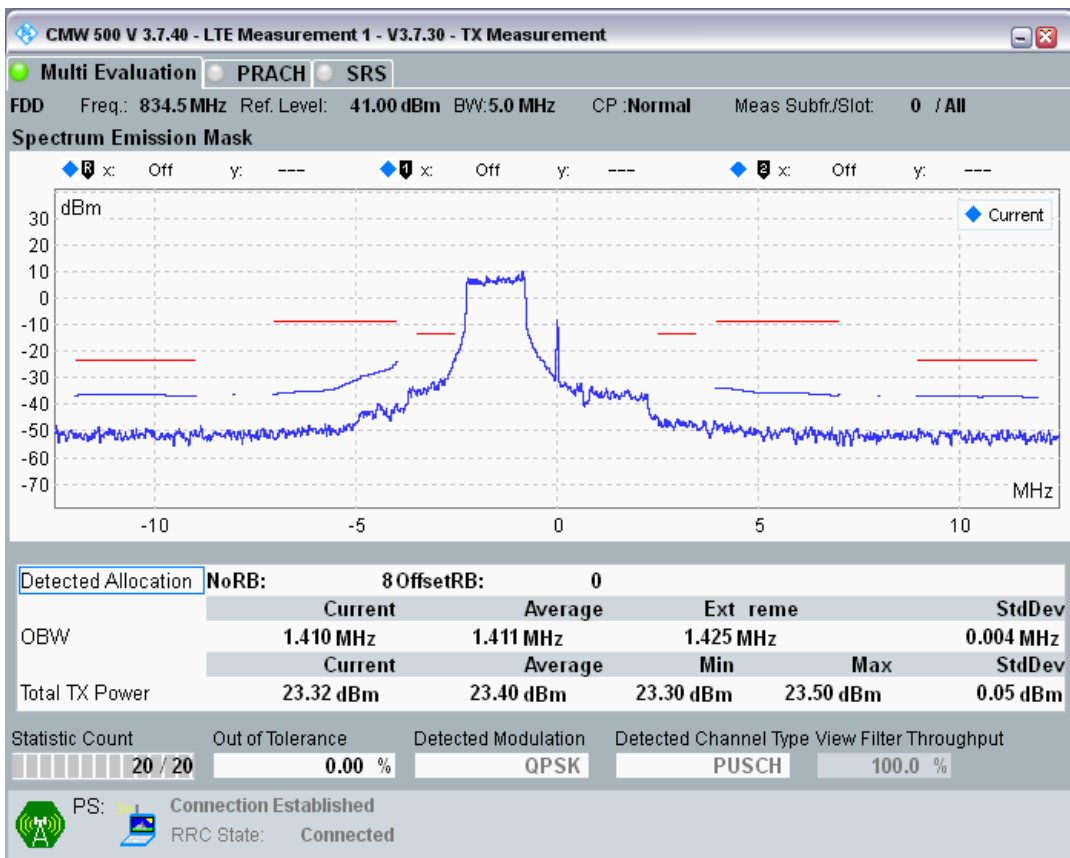 CMW 500 V 3.7.40 - LTE Measurement 1 - V3.7.30 - TX Measurement
Multi Evaluation PRACH SRS
FDD Freq.: 834.5 MHz Ref. Level: 41.00 dBm BW: 5.0 MHz CP : Normal Meas Subfr./Slot: 0 / All
Spectrum Emission Mask
R x: Off y: --- 1 x: Off y: --- 2 x: Off y: ---
dBm
Current
30
20
10
0
-10
-20
-30
-40
-50
-60
-70
MHz
-10 -5 0 5 10
Detected Allocation NoRB: 8 OffsetRB: 0
Current Average Ext reme StdDev
OBW 1.410 MHz 1.411 MHz 1.425 MHz 0.004 MHz
Current Average Min Max StdDev
Total TX Power 23.32 dBm 23.40 dBm 23.30 dBm 23.50 dBm 0.05 dBm
Statistic Count Out of Tolerance Detected Modulation Detected Channel Type View Filter Throughput
20 / 20 0.00 % QPSK PUSCH 100.0 %
PS: Connection Established
RRC State: Connected